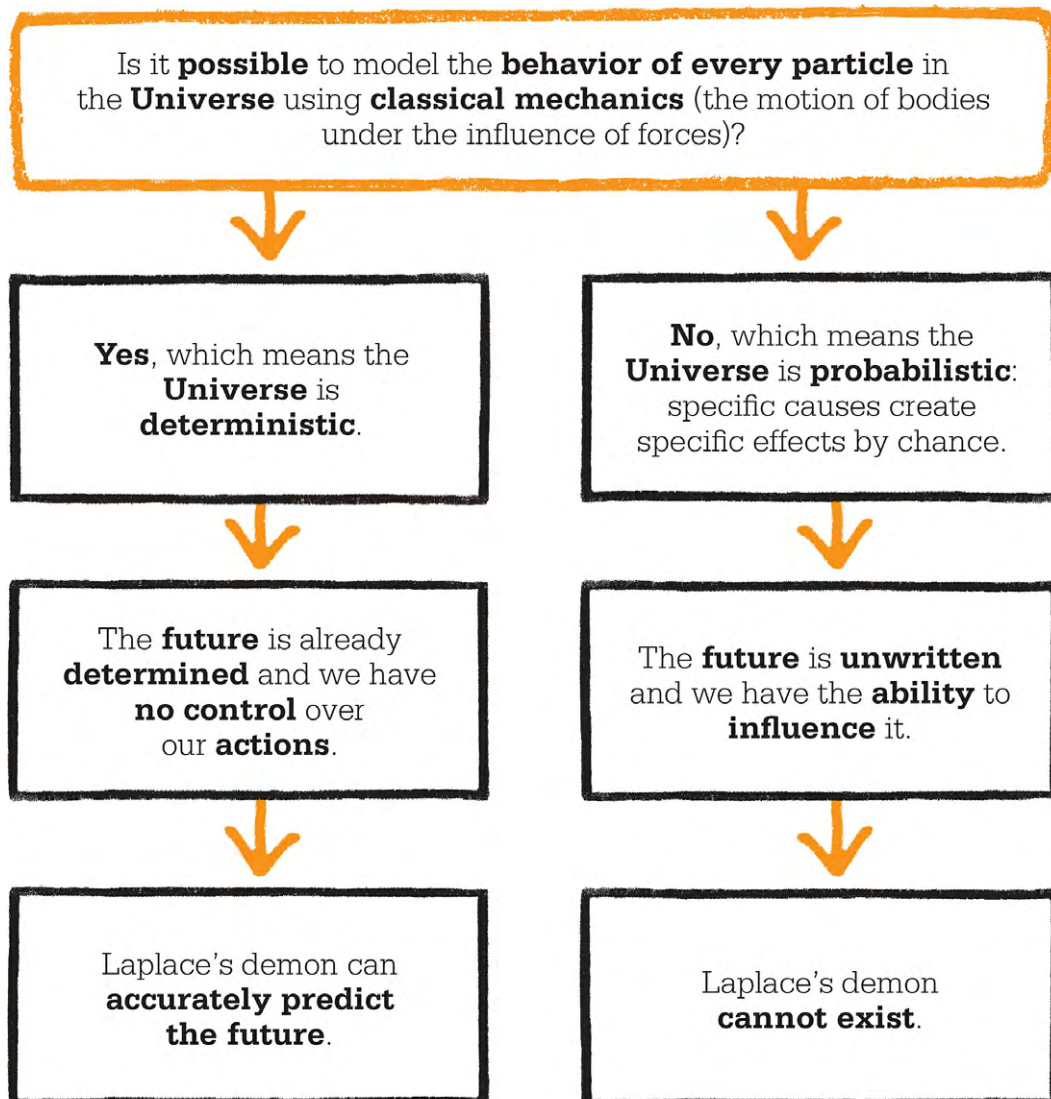 Is it possible to model the behavior of every particle in
the Universe using classical mechanics (the motion of bodies
under the influence of forces)?
Yes, which means the
Universe is
deterministic.
The future is already
determined and we have
no control over
our actions.
Laplace’s demon can
accurately predict
the future.
No, which means the
Universe is probabilistic:
specific causes create
specific effects by chance.
The future is unwritten
and we have the ability to
influence it.
Laplace’s demon
cannot exist.